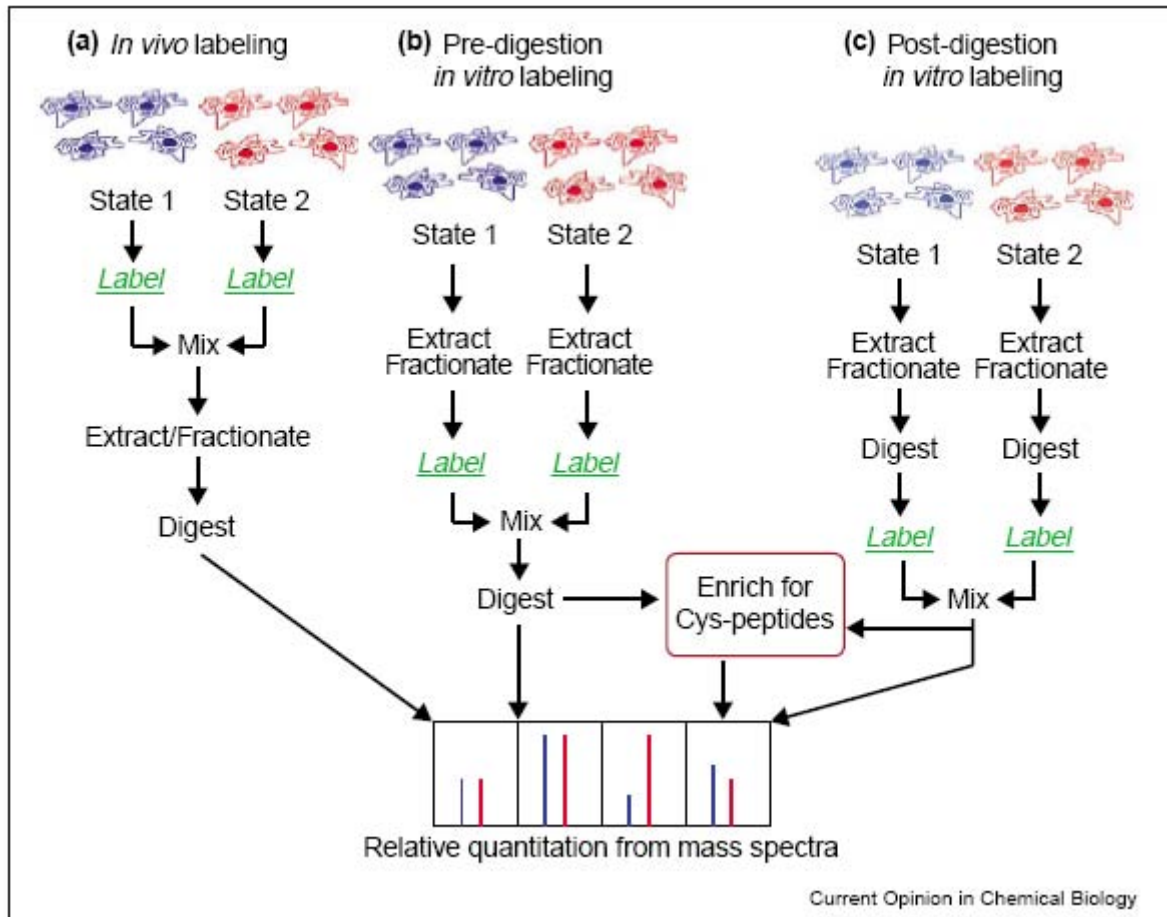 (a) In vivo labeling
State 1 State 2
Label Label
Mix
Extract/Fractionate
Digest
(b) Pre-digestion
in vitro labeling
State 1 State 2
Extract Extract
Fractionate Fractionate
Label Label
Mix
Digest
Enrich for
Cys-peptides
(c) Post-digestion
in vitro labeling
State 1 State 2
Extract Extract
Fractionate Fractionate
Digest Digest
Label Label
Mix
Relative quantitation from mass spectra
Current Opinion in Chemical Biology